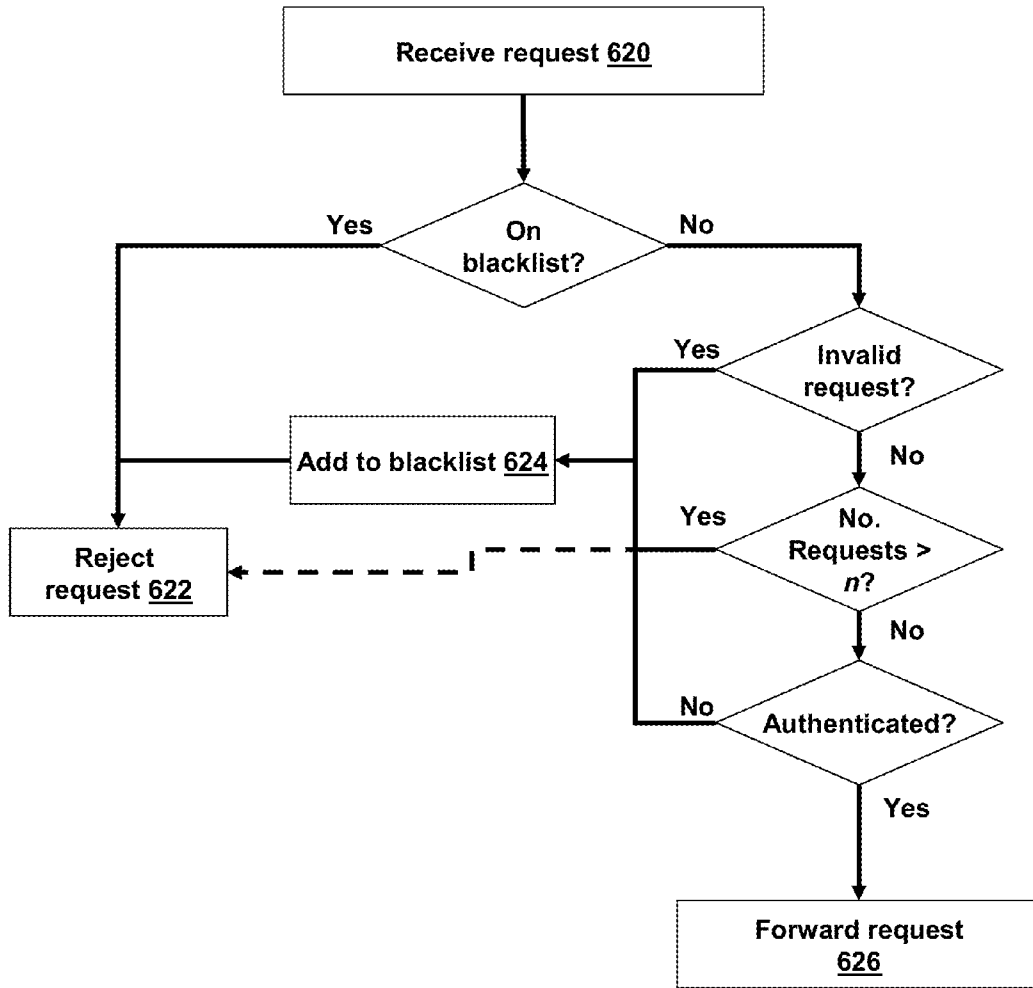 Receive request 620
Yes
On
blacklist?
No
Yes
Invalid
request?
No
Add to blacklist 624
Yes
No.
Requests >
n?
Reject
request 622
No
No
Authenticated?
Yes
Forward request
626